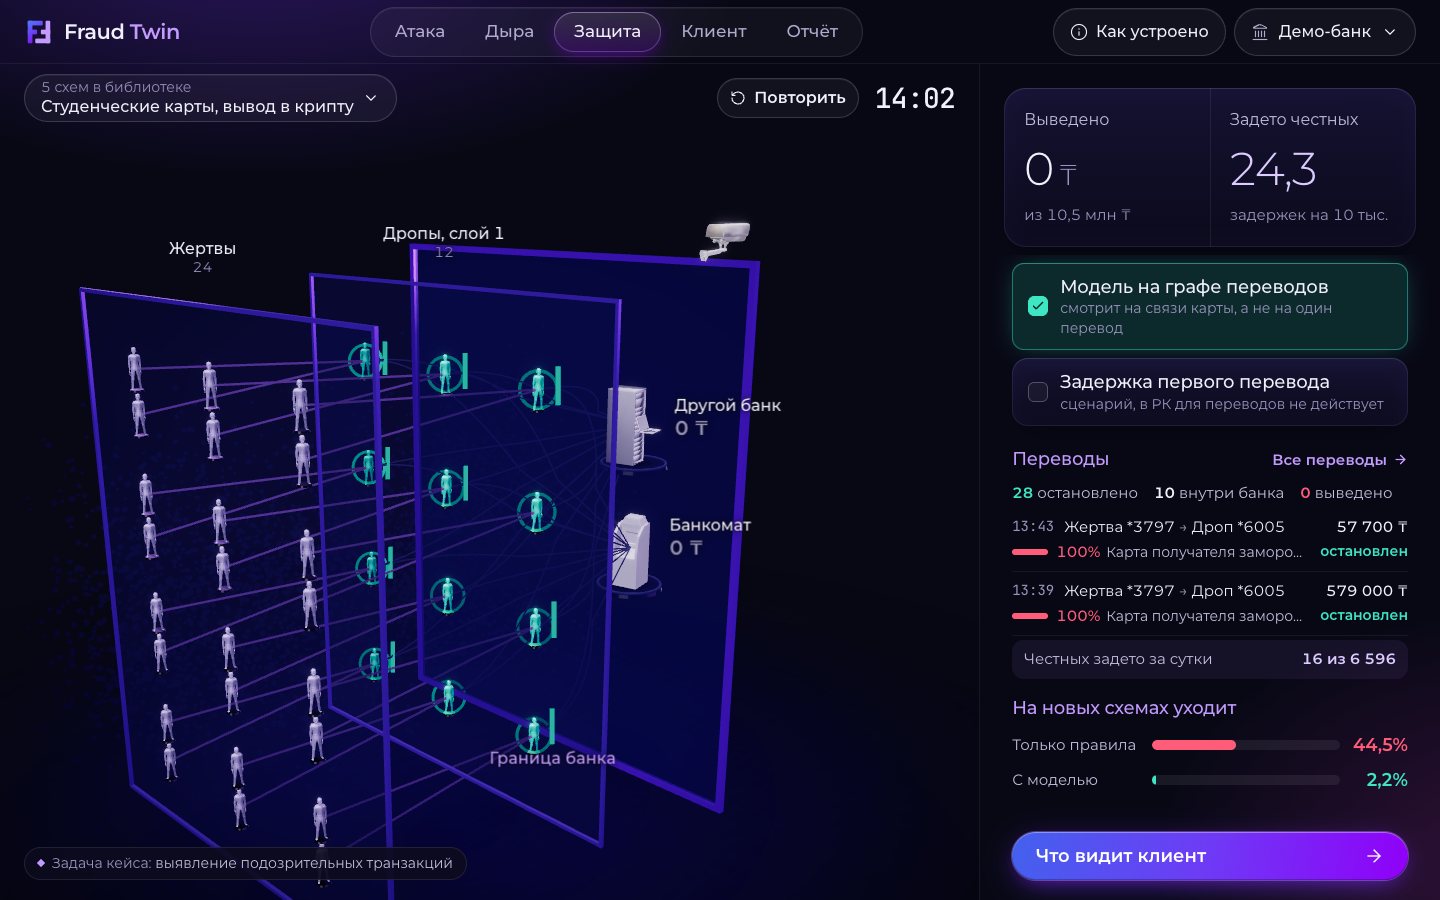 Fraud Twin
Атака
Дыра
Защита
Клиент
Отчёт
Как устроено
Демо-банк
5 схем в библиотеке
Студенческие карты, вывод в крипту
Повторить
14:02
Жертвы
24
Дропы, слой 1
12
Другой банк
0 ₸
Банкомат
0 ₸
Граница банка
Задача кейса: выявление подозрительных транзакций
Выведено
0 ₸
из 10,5 млн ₸
Задето честных
24,3
задержек на 10 тыс.
Модель на графе переводов
смотрит на связи карты, а не на один
перевод
Задержка первого перевода
сценарий, в РК для переводов не действует
Переводы
Все переводы →
28 остановлено 10 внутри банка 0 выведено
13:43 Жертва *3797 → Дроп *6005 57 700 ₸
100% Карта получателя заморо... остановлен
13:39 Жертва *3797 → Дроп *6005 579 000 ₸
100% Карта получателя заморо... остановлен
Честных задето за сутки 16 из 6 596
На новых схемах уходит
Только правила 44,5%
С моделью 2,2%
Что видит клиент →